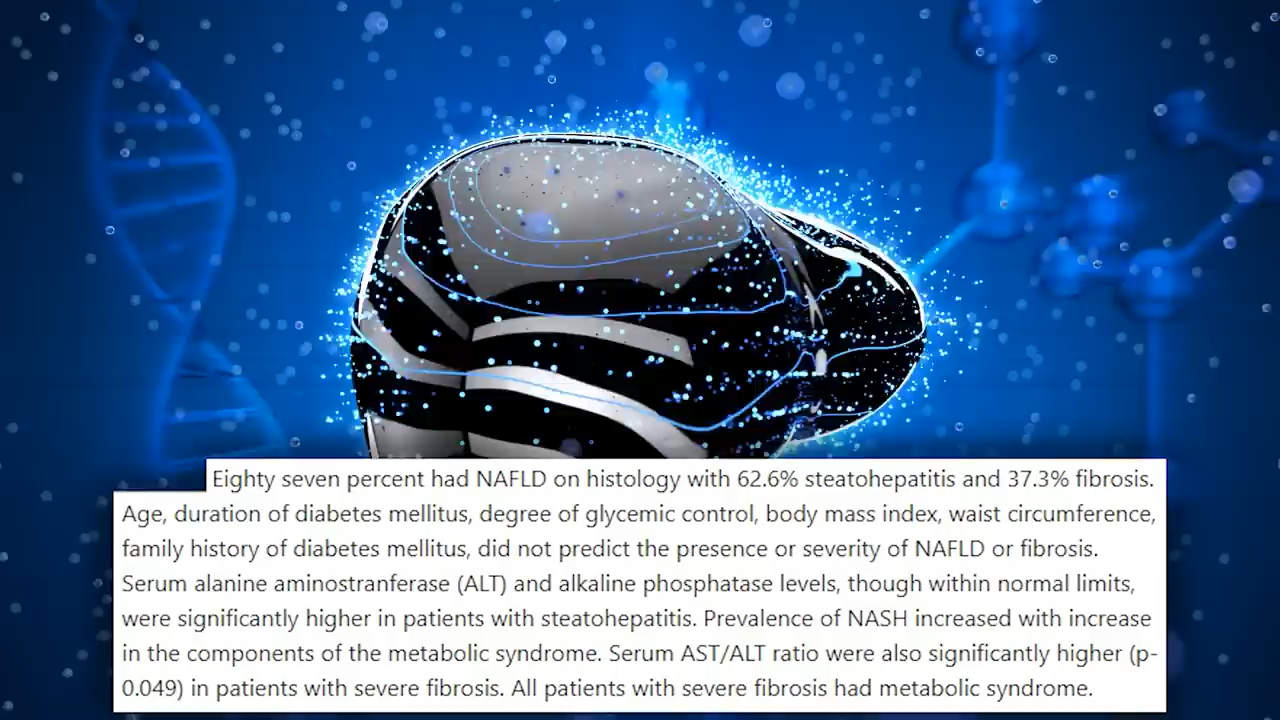 Eighty seven percent had NAFLD on histology with 62.6% steatohepatitis and 37.3% fibrosis.
Age, duration of diabetes mellitus, degree of glycemic control, body mass index, waist circumference,
family history of diabetes mellitus, did not predict the presence or severity of NAFLD or fibrosis.
Serum alanine aminostranferase (ALT) and alkaline phosphatase levels, though within normal limits,
were significantly higher in patients with steatohepatitis. Prevalence of NASH increased with increase
in the components of the metabolic syndrome. Serum AST/ALT ratio were also significantly higher (p-
0.049) in patients with severe fibrosis. All patients with severe fibrosis had metabolic syndrome.